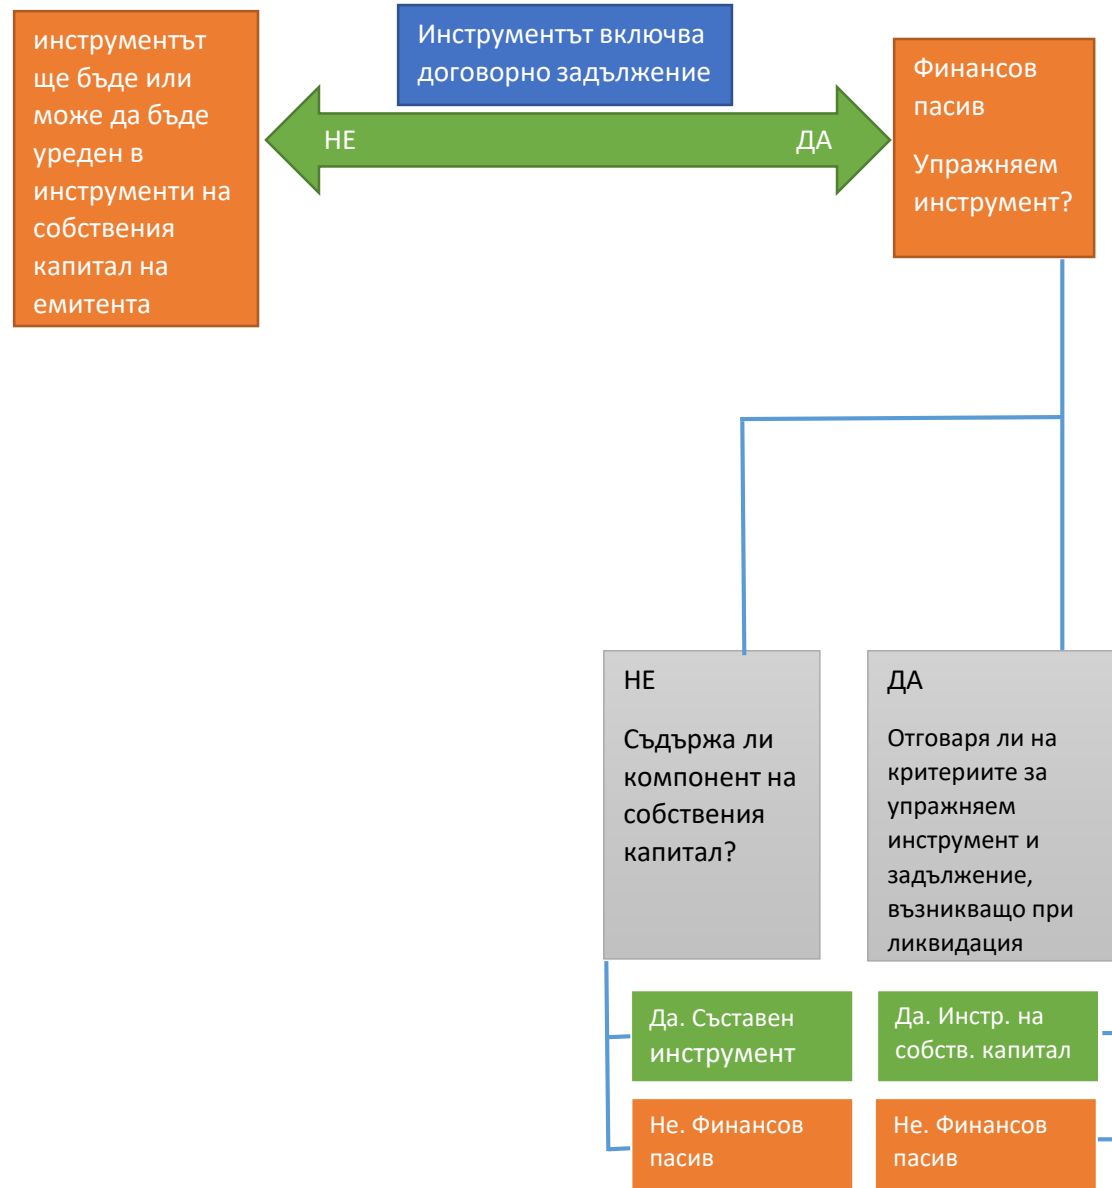 инструментът
ще бъде или
може да бъде
уреден в
инструменти на
собствения
капитал на
емитента
Инструментът включва
договорно задължение
НЕ
ДА
Финансов
пасив
Упражняем
инструмент?
НЕ
Съдържа ли
компонент на
собствения
капитал?
ДА
Отговаря ли на
критериите за
упражняем
инструмент и
задължение,
възникващо при
ликвидация
Да. Съставен
инструмент
Да. Инстр. на
собств. капитал
Не. Финансов
пасив
Не. Финансов
пасив